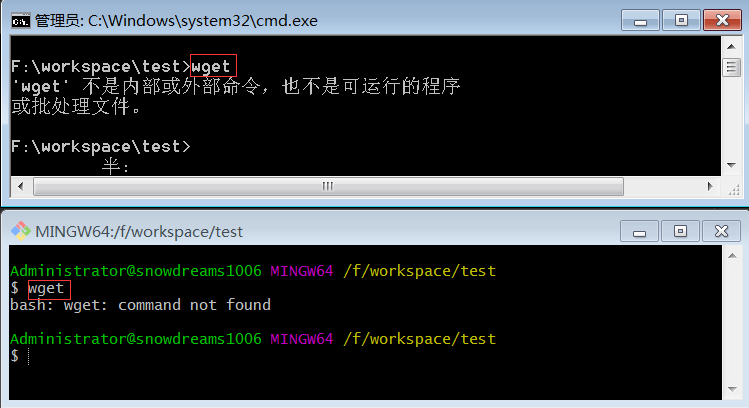 管理员: C:\Windows\system32\cmd.exe
F:\workspace\test>wget
'wget' 不是内部或外部命令，也不是可运行的程序
或批处理文件。
F:\workspace\test>
半:
MINGW64:/f/workspace/test
Administrator@snowdreams1006 MINGW64 /f/workspace/test
$ wget
bash: wget: command not found
Administrator@snowdreams1006 MINGW64 /f/workspace/test
$